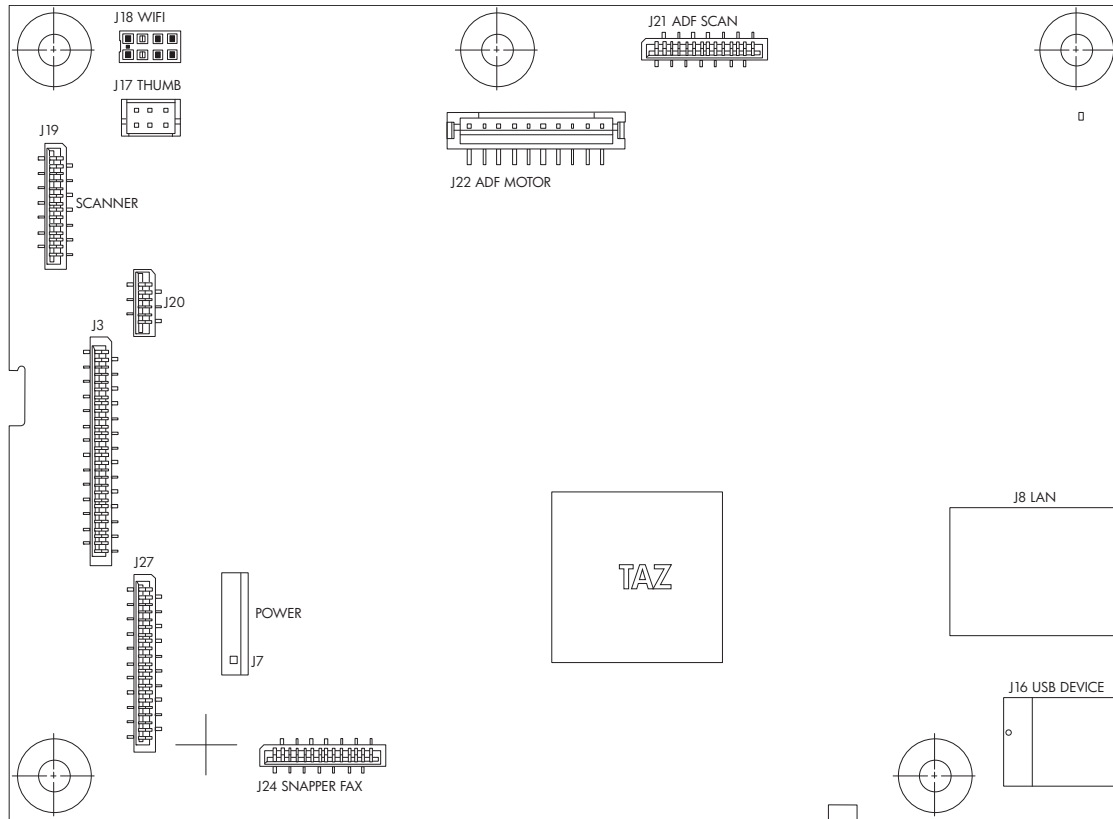 J18 WIFI
J21 ADF SCAN
J17 THUMB
J19
J22 ADF MOTOR
SCANNER
J20
J3
J8 LAN
J27
TAZ
POWER
J7
J16 USB DEVICE
J24 SNAPPER FAX